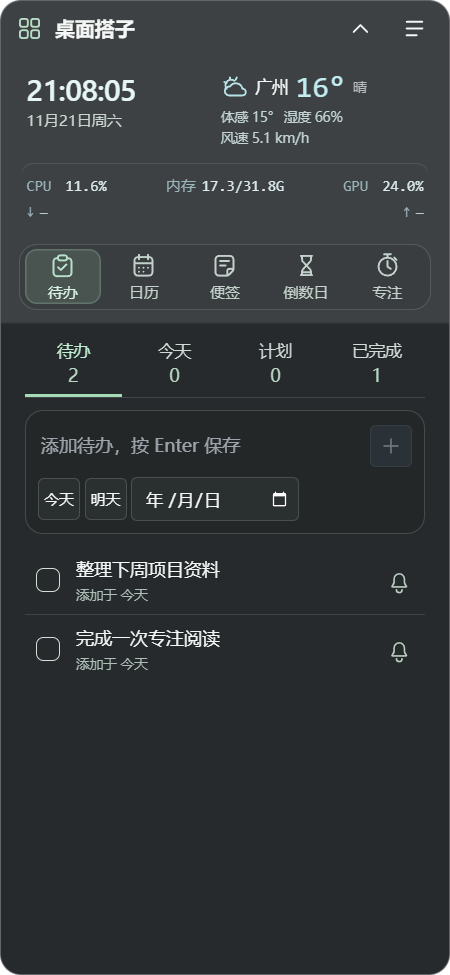 桌面搭子
21:08:05
11月21日周六
广州 16° 晴
体感 15° 湿度 66%
风速 5.1 km/h
CPU 11.6% 内存 17.3/31.8G GPU 24.0%
↓ — ↑ —
待办 日历 便签 倒数日 专注
待办 今天 计划 已完成
2 0 0 1
添加待办，按 Enter 保存
今天 明天 年 /月/日
整理下周项目资料
添加于 今天
完成一次专注阅读
添加于 今天